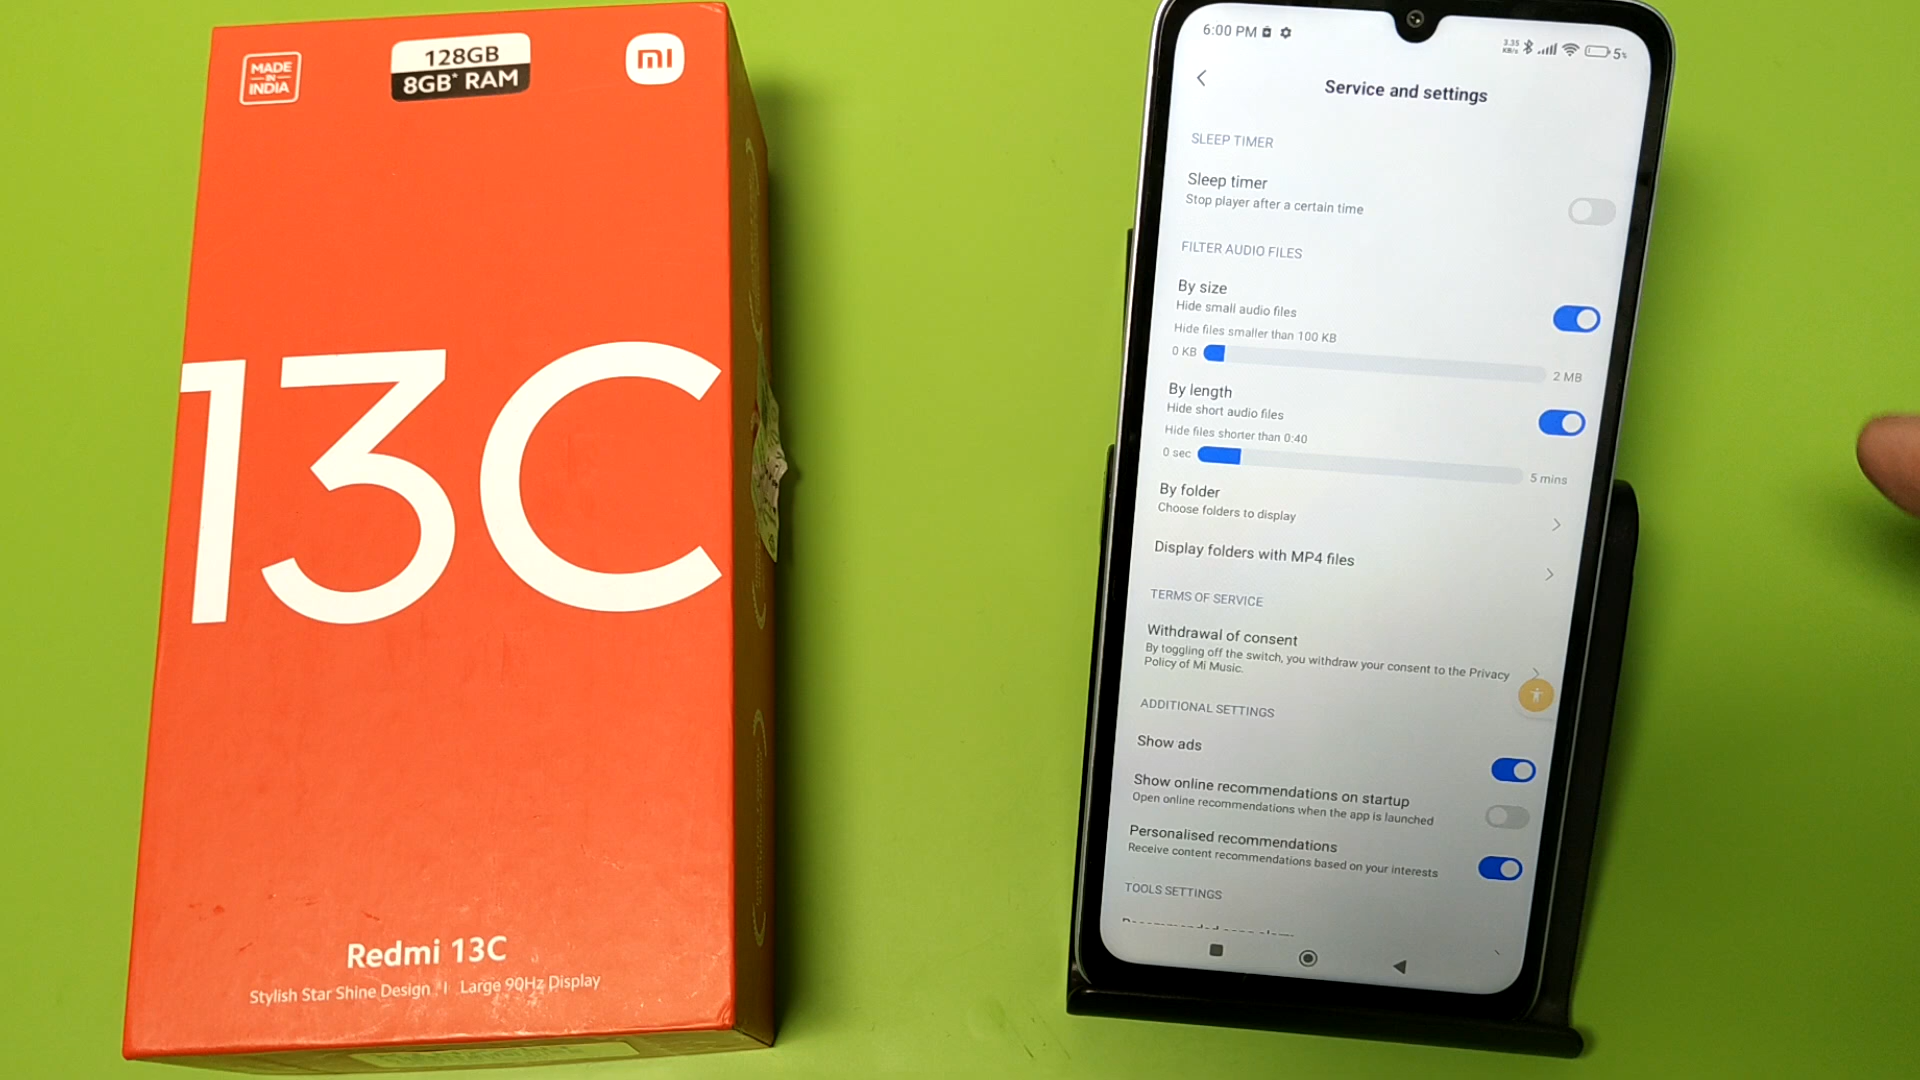 MADE
IN
INDIA
128GB
8GB* RAM
mi
13C
Redmi 13C
Stylish Star Shine Design | Large 90Hz Display
6:00 PM
3.35
KB/s
5%
Service and settings
SLEEP TIMER
Sleep timer
Stop player after a certain time
FILTER AUDIO FILES
By size
Hide small audio files
Hide files smaller than 100 KB
0 KB
2 MB
By length
Hide short audio files
Hide files shorter than 0:40
0 sec
5 mins
By folder
Choose folders to display
Display folders with MP4 files
TERMS OF SERVICE
Withdrawal of consent
By toggling off the switch, you withdraw your consent to the Privacy
Policy of Mi Music.
ADDITIONAL SETTINGS
Show ads
Show online recommendations on startup
Open online recommendations when the app is launched
Personalised recommendations
Receive content recommendations based on your interests
TOOLS SETTINGS